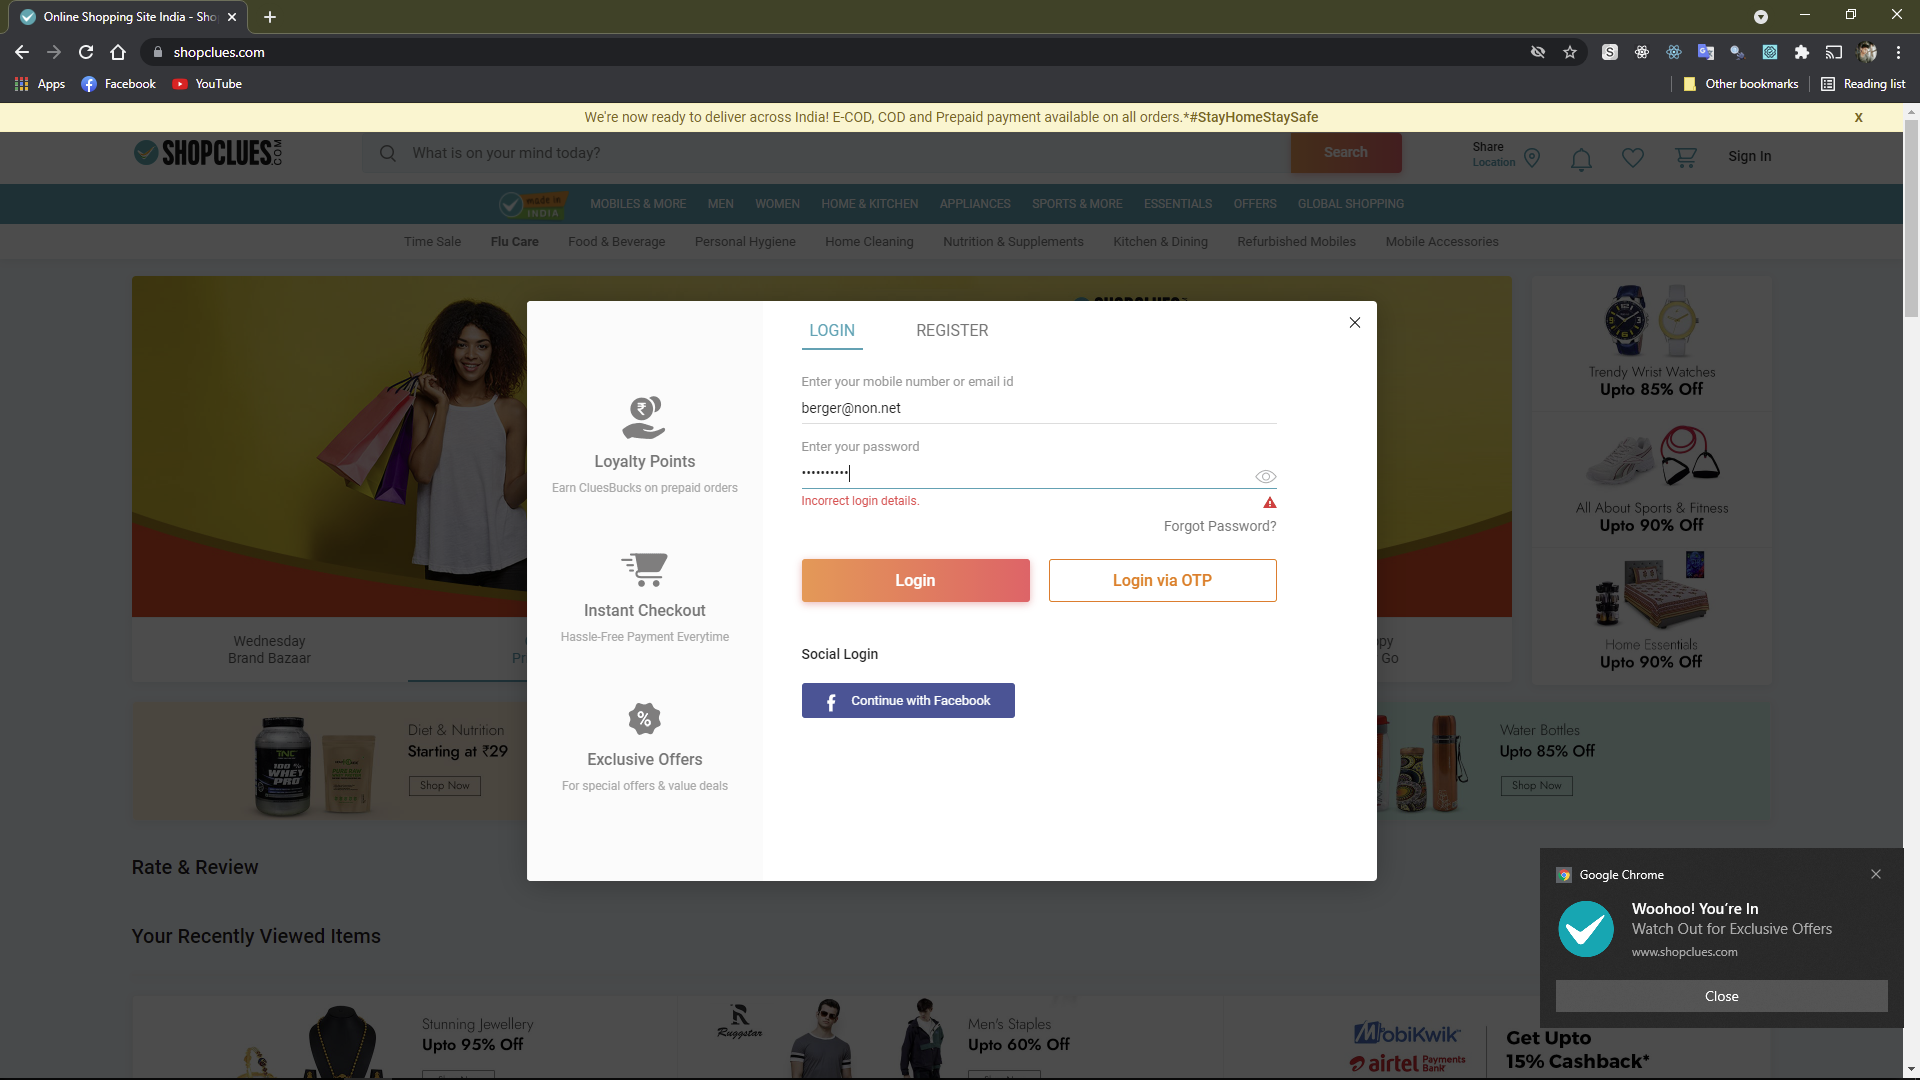 Online Shopping Site India - Sho
shopclues.com
Apps
Facebook
YouTube
Other bookmarks
Reading list
We're now ready to deliver across India! E-COD, COD and Prepaid payment available on all orders.*#StayHomeStaySafe
X
SHOPCLUES.COM
What is on your mind today?
Search
Share
Location
Sign In
made in
INDIA
MOBILES & MORE
MEN
WOMEN
HOME & KITCHEN
APPLIANCES
SPORTS & MORE
ESSENTIALS
OFFERS
GLOBAL SHOPPING
Time Sale
Flu Care
Food & Beverage
Personal Hygiene
Home Cleaning
Nutrition & Supplements
Kitchen & Dining
Refurbished Mobiles
Mobile Accessories
LOGIN
REGISTER
Enter your mobile number or email id
berger@non.net
Enter your password
••••••••••
Incorrect login details.
Forgot Password?
Login
Login via OTP
Social Login
Continue with Facebook
Loyalty Points
Earn CluesBucks on prepaid orders
Instant Checkout
Hassle-Free Payment Everytime
Exclusive Offers
For special offers & value deals
Trendy Wrist Watches
Upto 85% Off
All About Sports & Fitness
Upto 90% Off
Home Essentials
Upto 90% Off
Wednesday
Brand Bazaar
Pr
py
Go
TNC
100 %
WHEY
PRO
Diet & Nutrition
Starting at ₹29
Shop Now
Water Bottles
Upto 85% Off
Shop Now
Rate & Review
Your Recently Viewed Items
Stunning Jewellery
Upto 95% Off
R
Ruggstar
Men's Staples
Upto 60% Off
MobiKwik
airtel Payments Bank
Get Upto
15% Cashback*
Google Chrome
Woohoo! You're In
Watch Out for Exclusive Offers
www.shopclues.com
Close